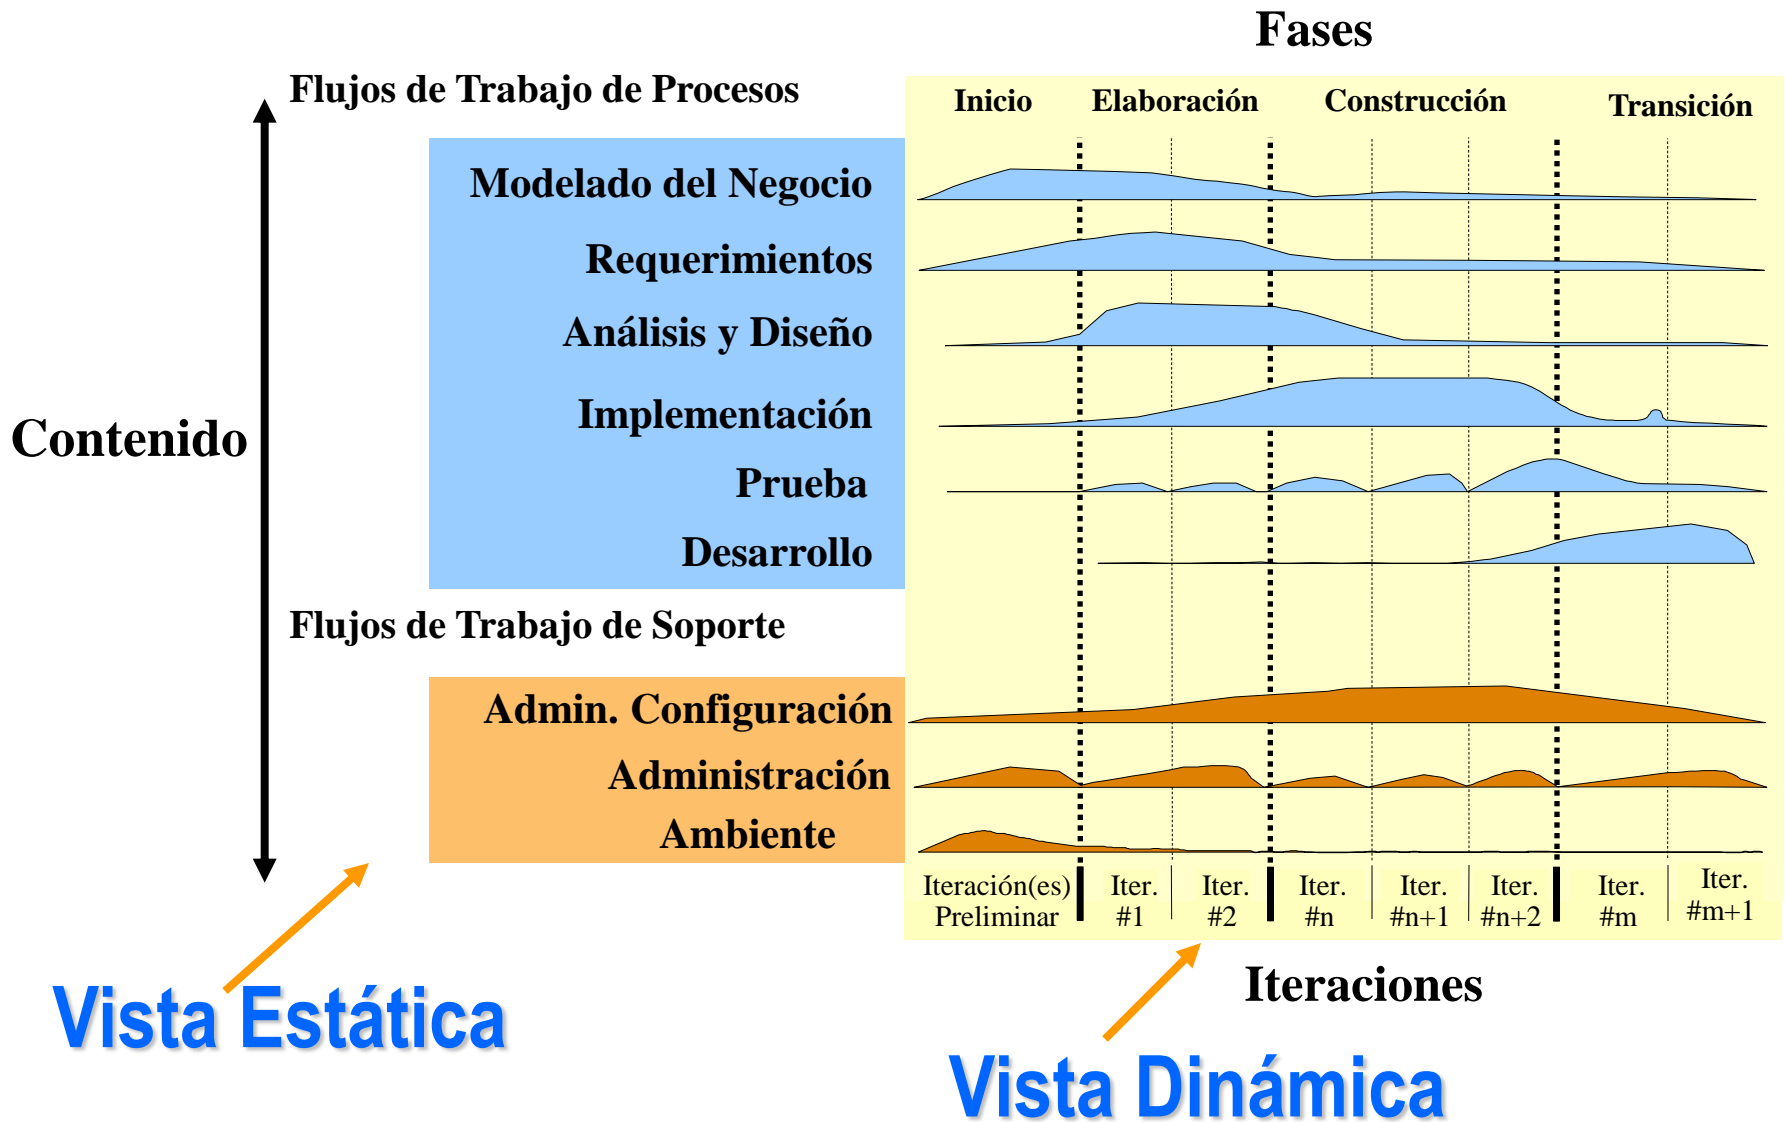 Fases
Flujos de Trabajo de Procesos
Inicio
Elaboración
Construcción
Transición
Modelado del Negocio
Requerimientos
Análisis y Diseño
Implementación
Contenido
Prueba
Desarrollo
Flujos de Trabajo de Soporte
Admin. Configuración
Administración
Ambiente
Iteración(es)
Preliminar
Iter.
#1
Iter.
#2
Iter.
#n
Iter.
#n+1
Iter.
#n+2
Iter.
#m
Iter.
#m+1
Iteraciones
Vista Estática
Vista Dinámica